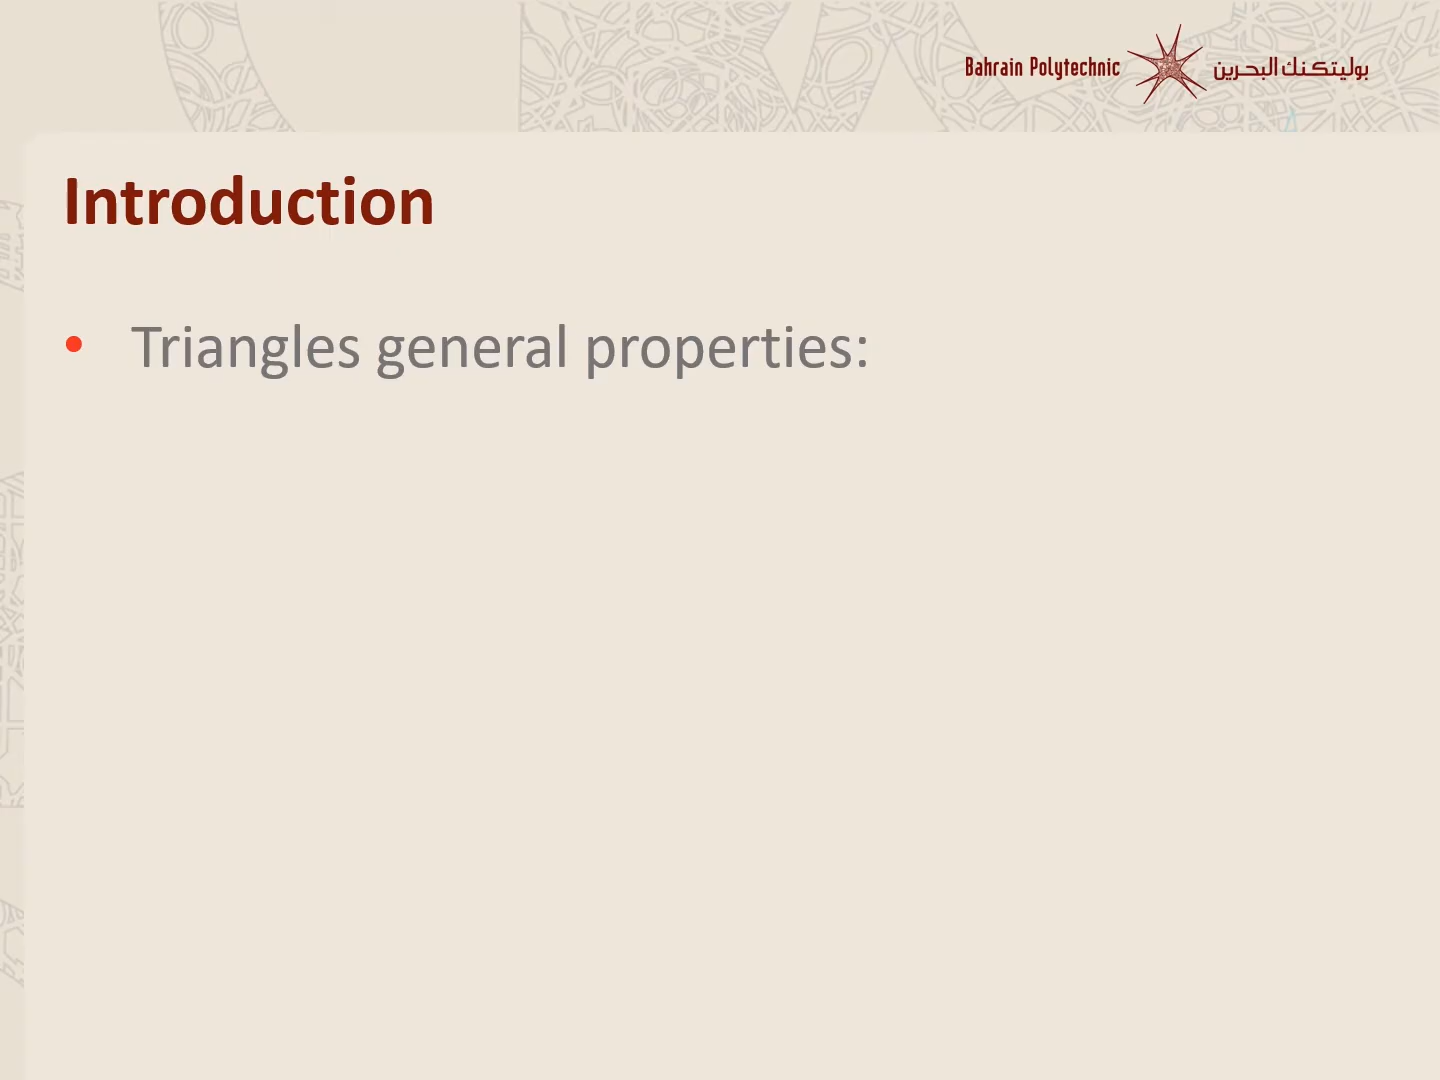 Bahrain Polytechnic بوليتكنك البحرين
Introduction
• Triangles general properties: